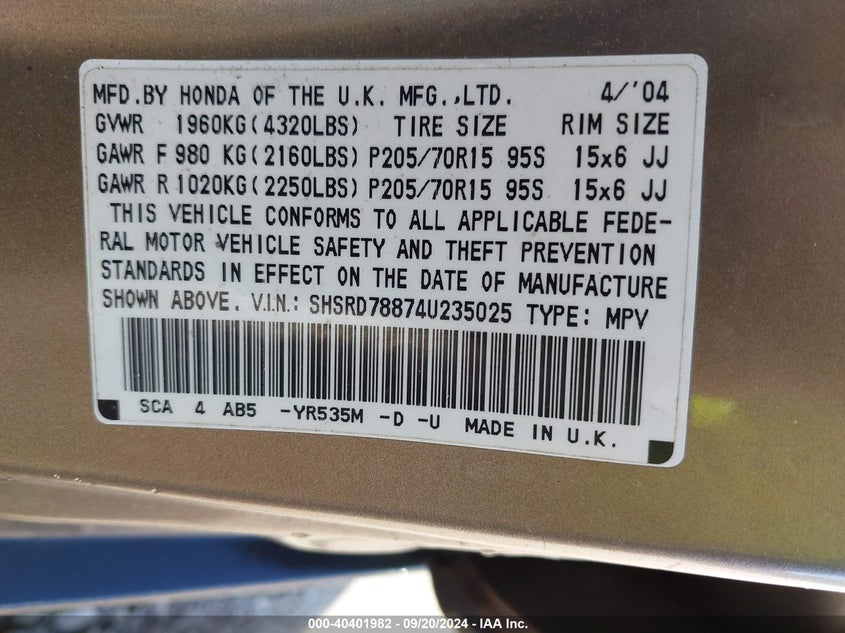 MFD.BY HONDA OF THE U.K. MFG.,LTD. 4/'04
GVWR 1960KG(4320LBS) TIRE SIZE RIM SIZE
GAWR F 980 KG(2160LBS) P205/70R15 95S 15x6 JJ
GAWR R 1020KG(2250LBS) P205/70R15 95S 15x6 JJ
THIS VEHICLE CONFORMS TO ALL APPLICABLE FEDE-
RAL MOTOR VEHICLE SAFETY AND THEFT PREVENTION
STANDARDS IN EFFECT ON THE DATE OF MANUFACTURE
SHOWN ABOVE. V.I.N.: SHSRD78874U235025 TYPE: MPV
SCA 4 AB5 -YR535M -D -U MADE IN U.K.
000-40401982 - 09/20/2024 - IAA Inc.